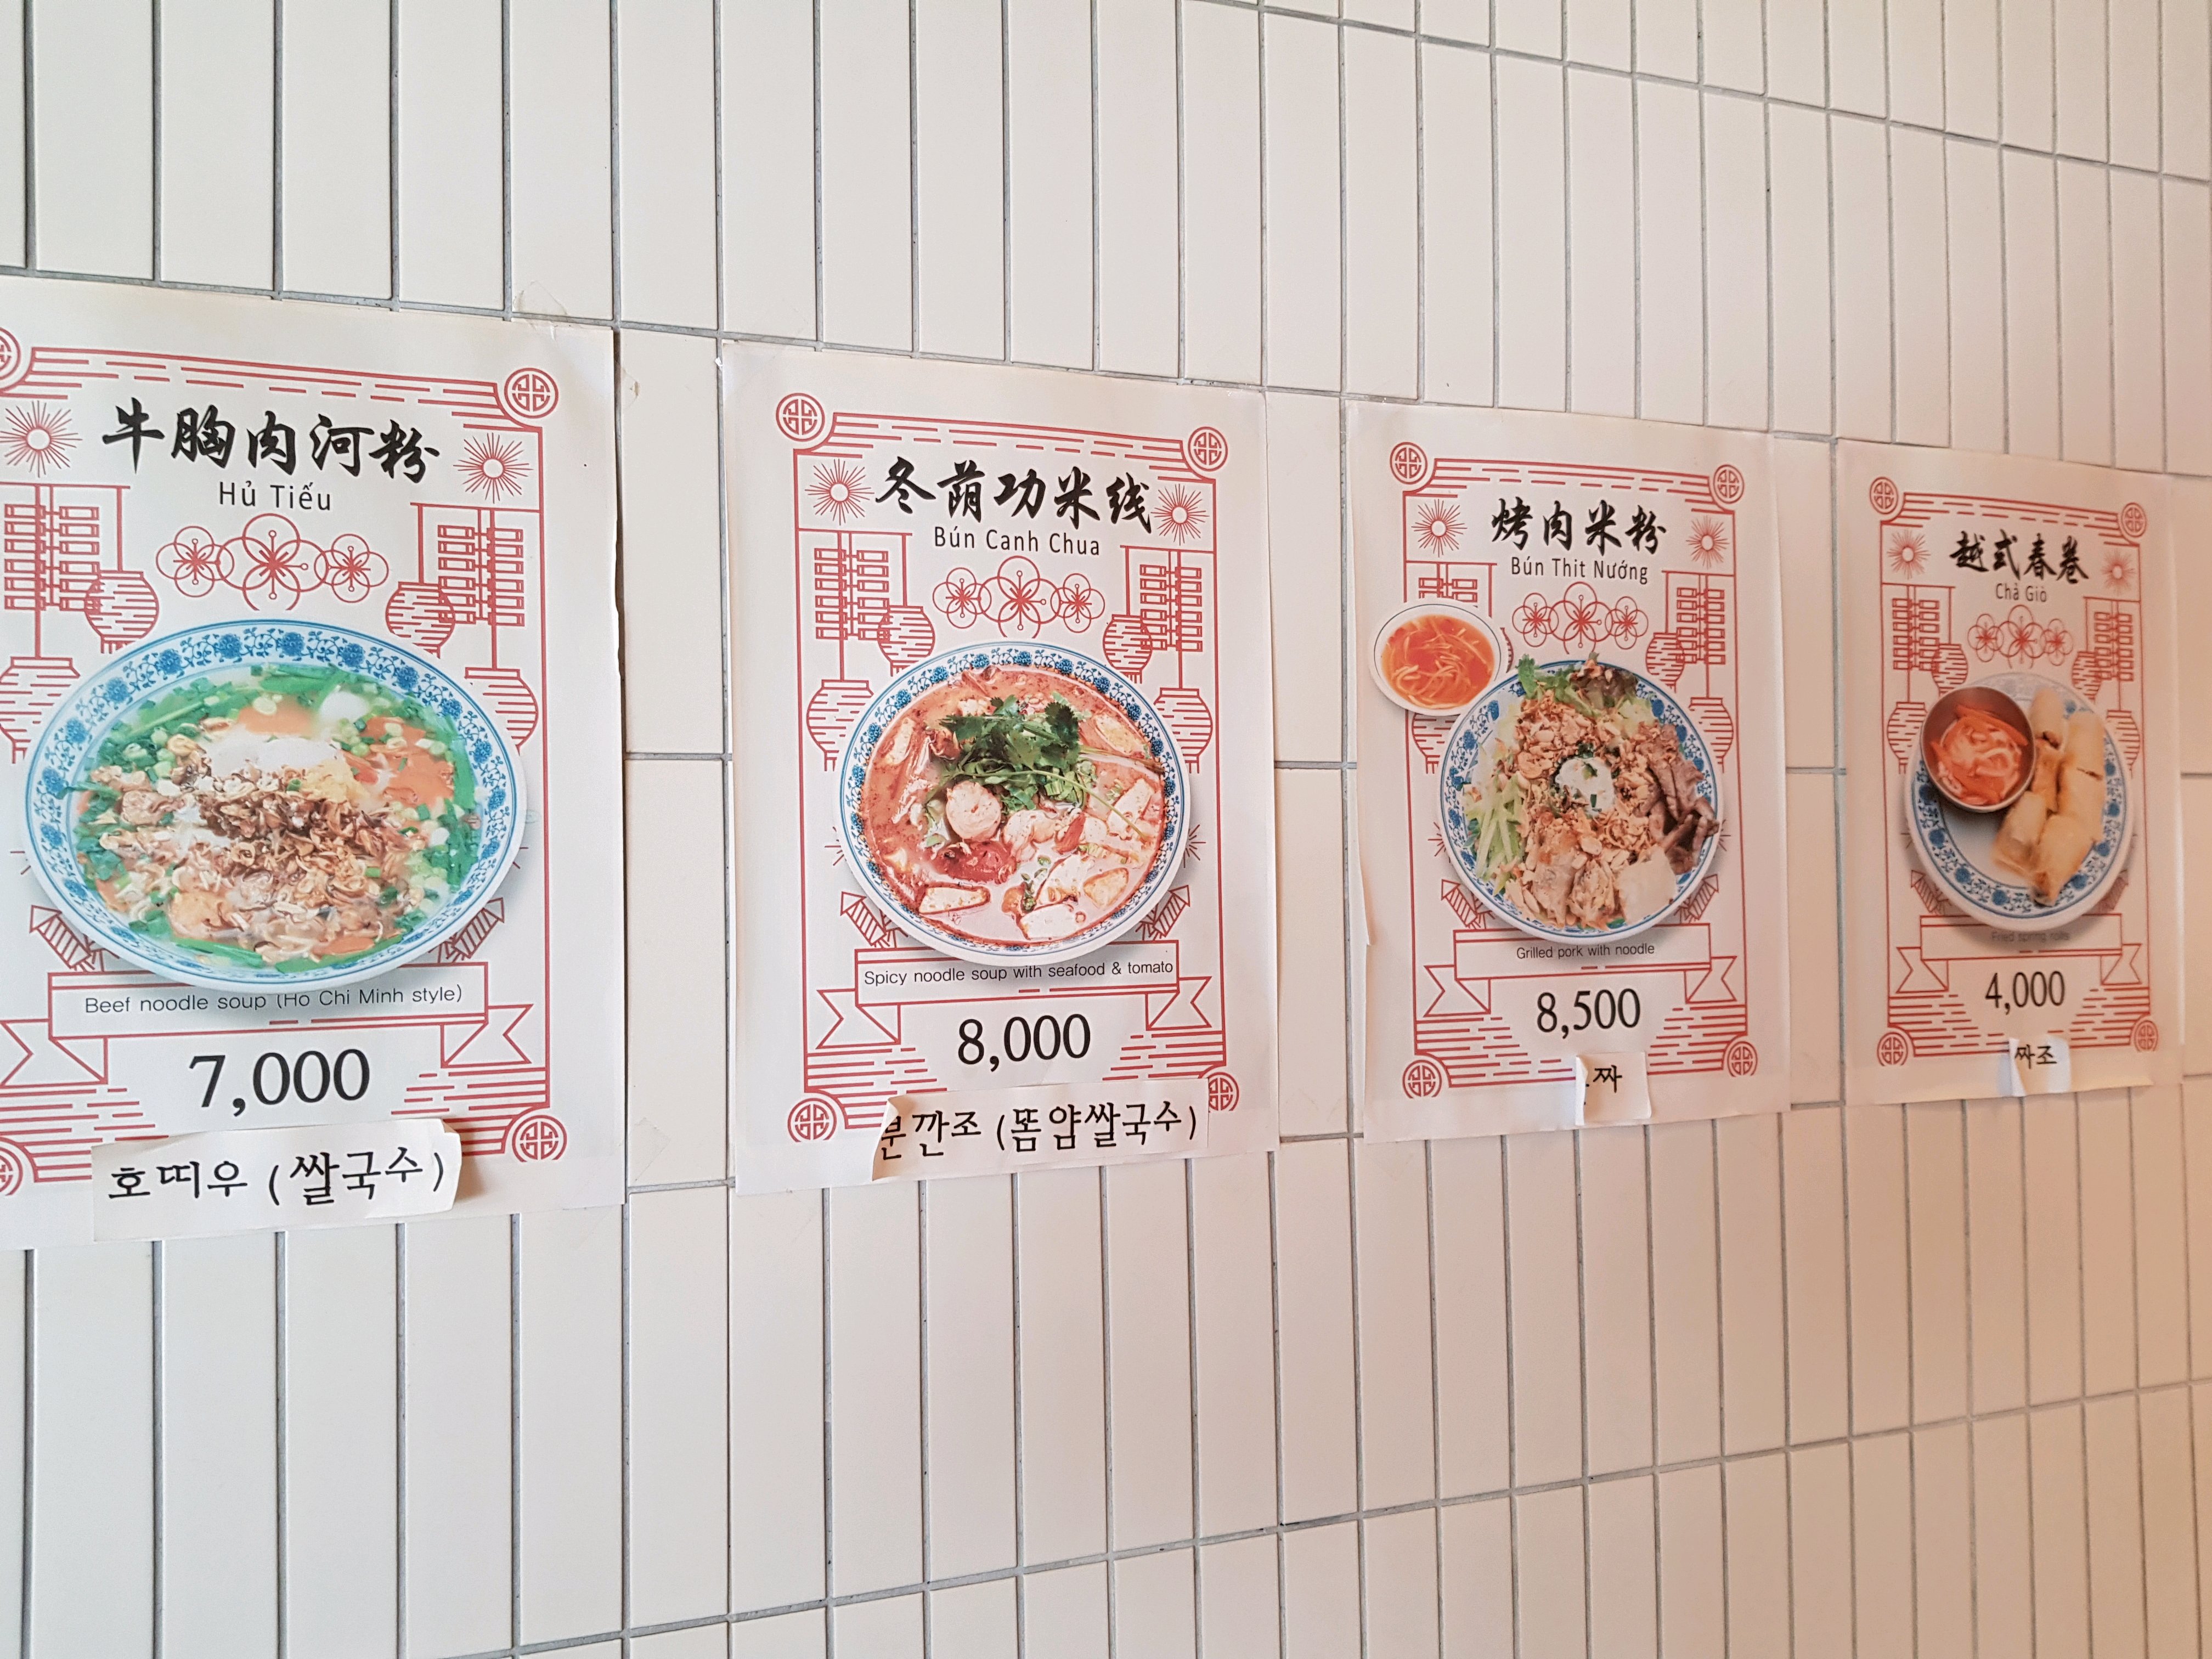 牛胸肉河粉
Hủ Tiếu
Beef noodle soup (Ho Chi Minh style)
7,000
호띠우 (쌀국수)
冬荫功米线
Bún Canh Chua
Spicy noodle soup with seafood & tomato
8,000
분깐조 (똠얌쌀국수)
烤肉米粉
Bún Thit Nướng
Grilled pork with noodle
8,500
짜
越式春卷
Chả Giò
Fried spring rolls
4,000
짜조